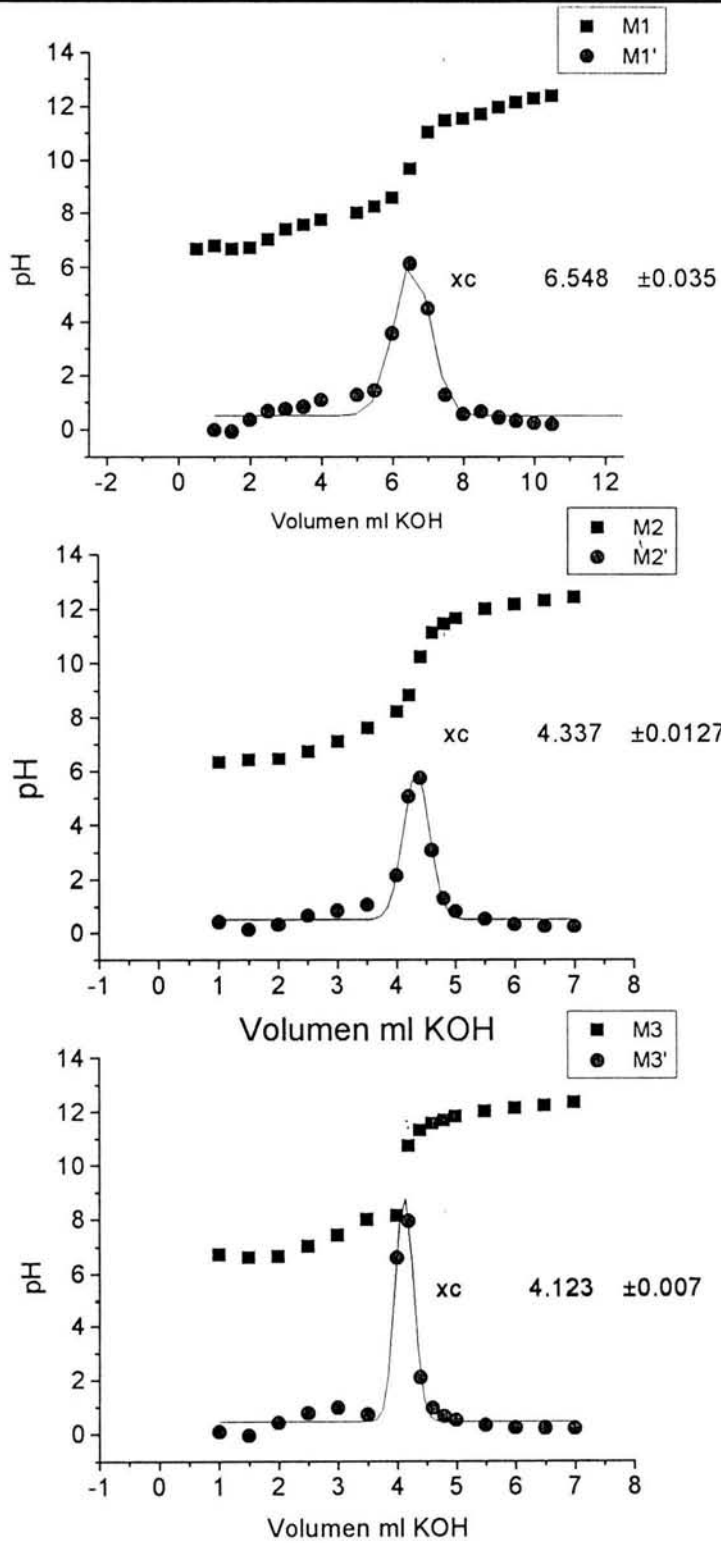 M1
M1'
14
12
10
8
6
4
2
0
pH
xc 6.548 ±0.035
-2 0 2 4 6 8 10 12
Volumen ml KOH
M2
M2'
14
12
10
8
6
4
2
0
pH
xc 4.337 ±0.0127
-1 0 1 2 3 4 5 6 7 8
Volumen ml KOH
M3
M3'
14
12
10
8
6
4
2
0
pH
xc 4.123 ±0.007
-1 0 1 2 3 4 5 6 7 8
Volumen ml KOH